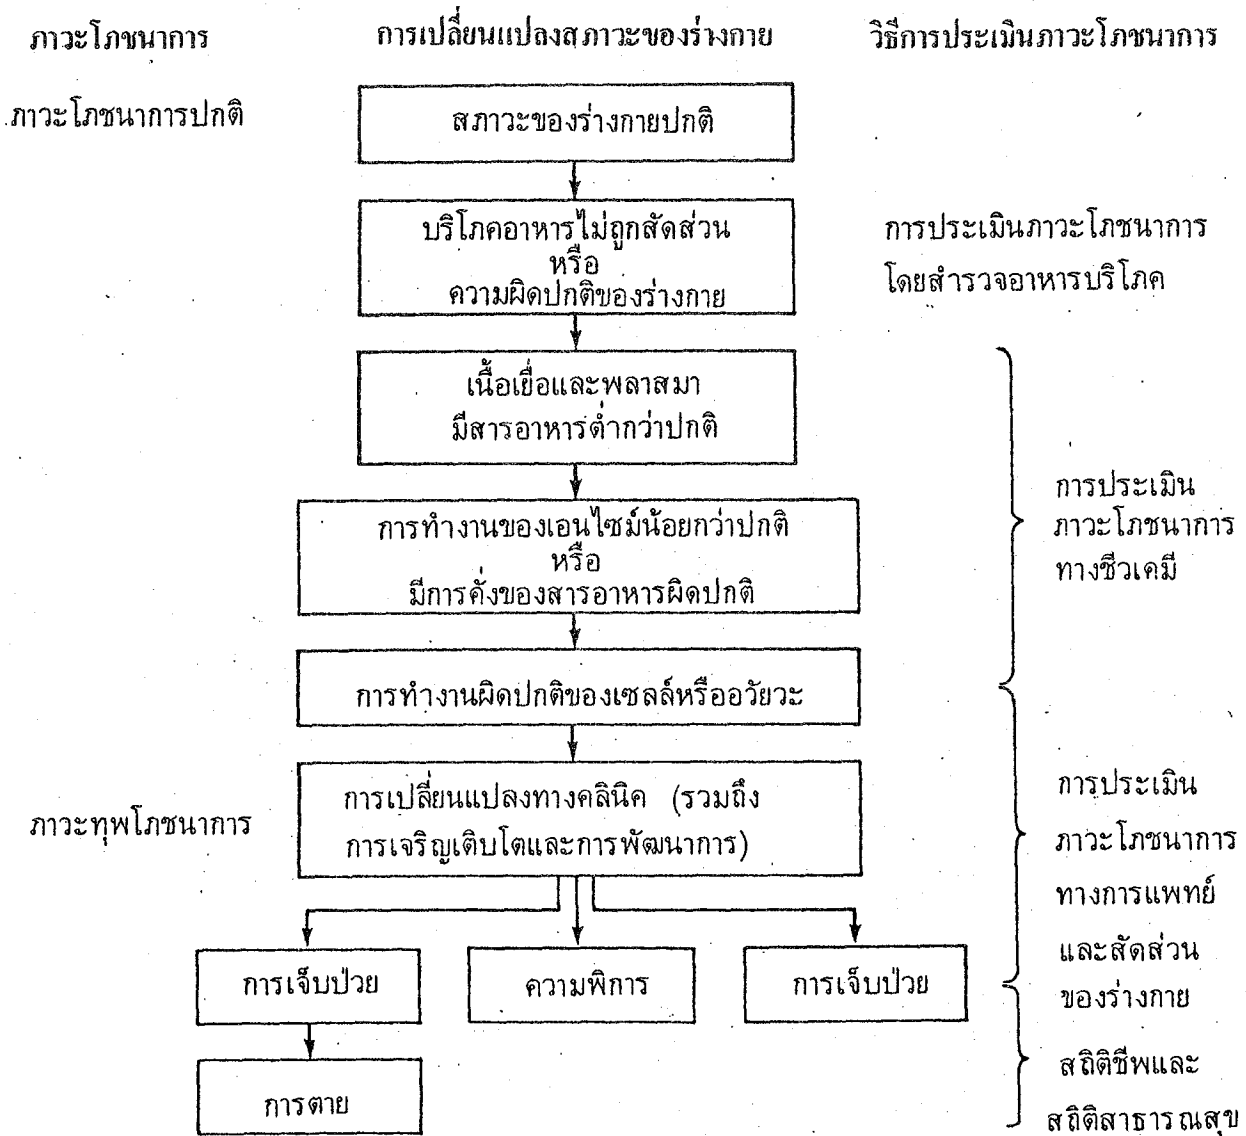 ภาวะโภชนาการ
การเปลี่ยนแปลงสภาวะของร่างกาย
วิธีการประเมินภาวะโภชนาการ
ภาวะโภชนาการปกติ
สภาวะของร่างกายปกติ
บริโภคอาหารไม่ถูกสัดส่วน
หรือ
ความผิดปกติของร่างกาย
การประเมินภาวะโภชนาการ
โดยสำรวจอาหารบริโภค
เนื้อเยื่อและพลาสมา
มีสารอาหารต่ำกว่าปกติ
การทำงานของเอนไซม์น้อยกว่าปกติ
หรือ
มีการคั่งของสารอาหารผิดปกติ
การประเมิน
ภาวะโภชนาการ
ทางชีวเคมี
การทำงานผิดปกติของเซลล์หรืออวัยวะ
ภาวะทุพโภชนาการ
การเปลี่ยนแปลงทางคลินิค (รวมถึง
การเจริญเติบโตและการพัฒนาการ)
การประเมิน
ภาวะโภชนาการ
ทางการแพทย์
และสัดส่วน
ของร่างกาย
การเจ็บป่วย
ความพิการ
การเจ็บป่วย
การตาย
สถิติชีพและ
สถิติสาธารณสุข